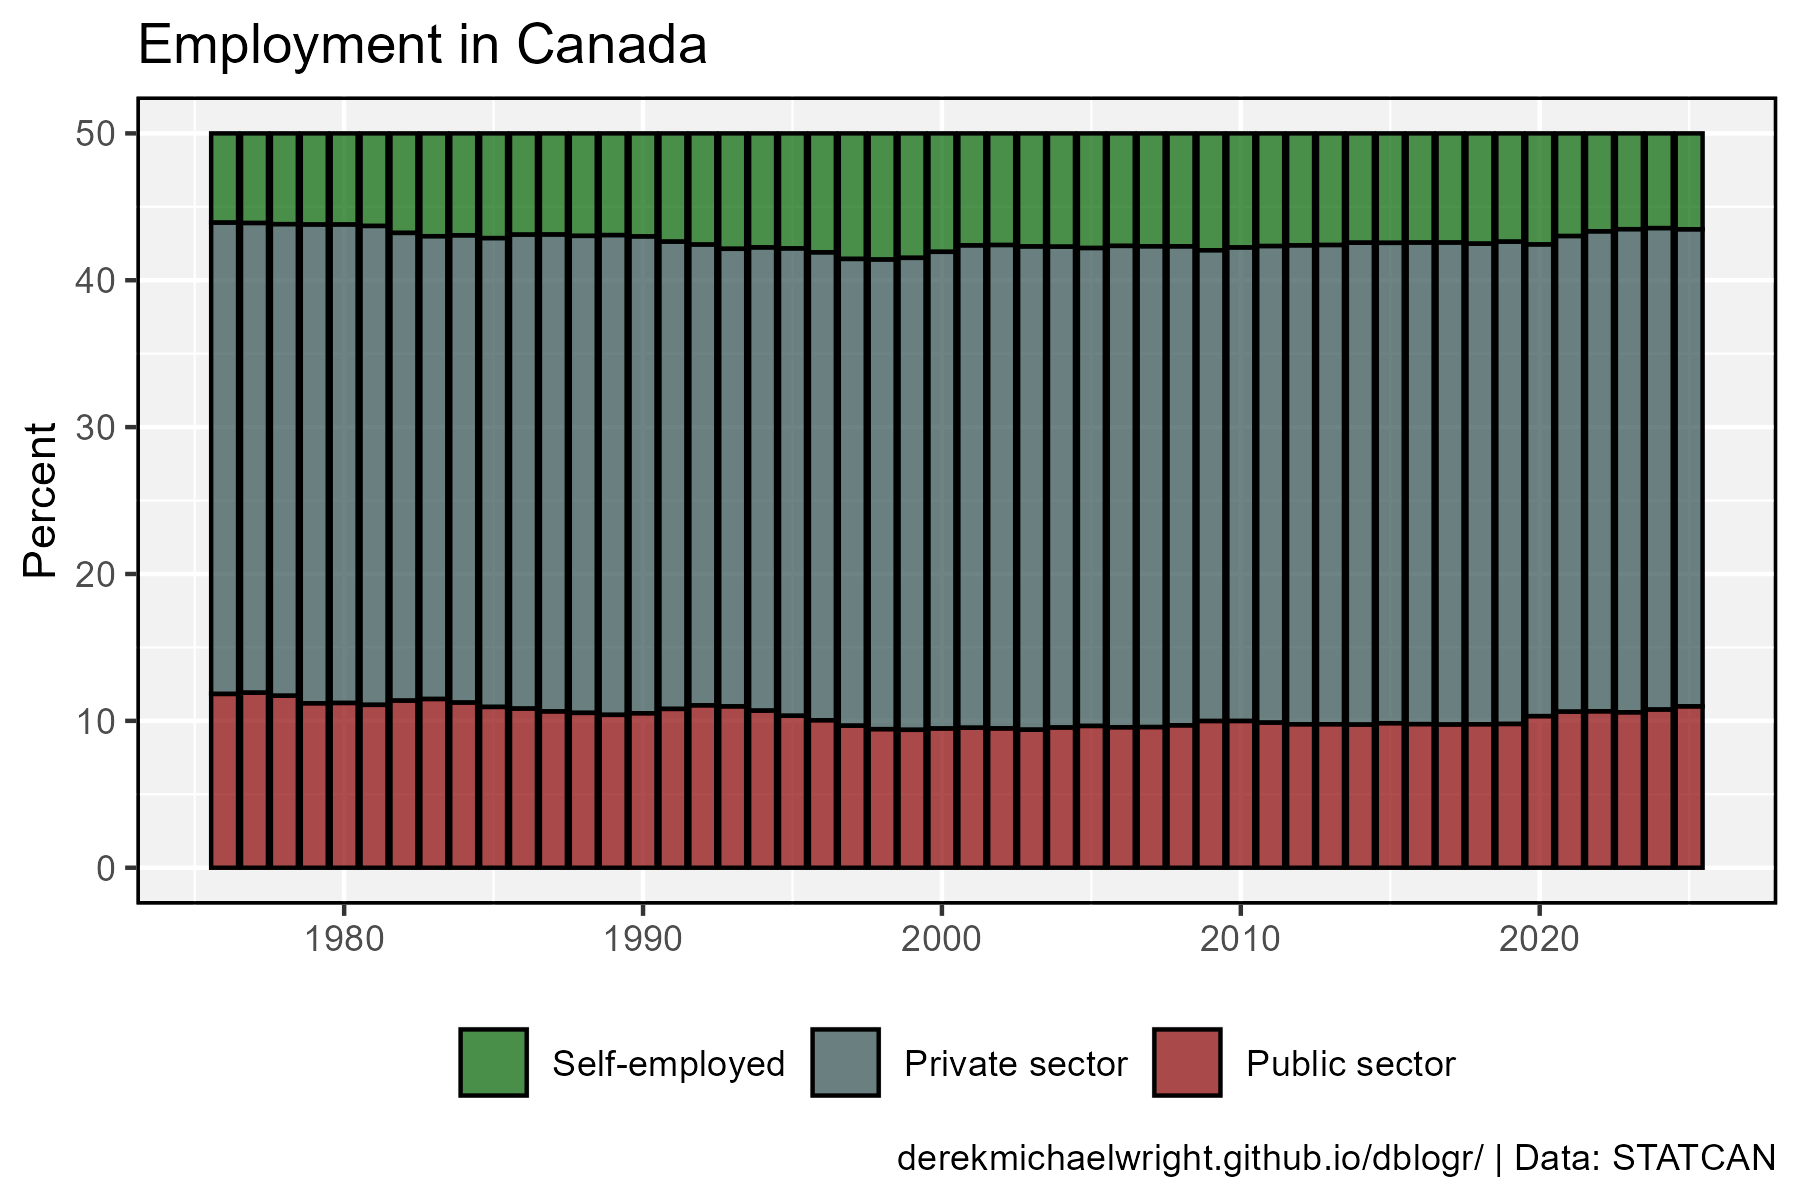 Employment in Canada
Percent
50
40
30
20
10
0
1980 1990 2000 2010 2020
Self-employed Private sector Public sector
derekmichaelwright.github.io/dblogr/ | Data: STATCAN